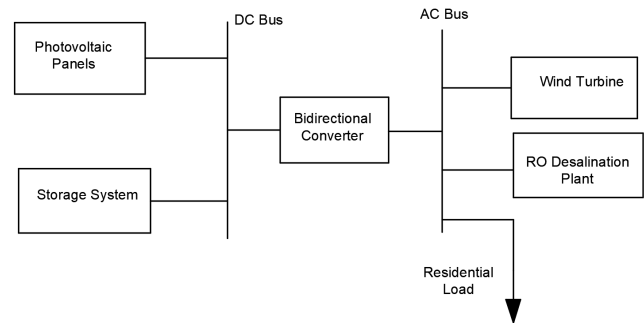 DC Bus
AC Bus
Photovoltaic
Panels
Wind Turbine
Bidirectional
Converter
RO Desalination
Plant
Storage System
Residential
Load